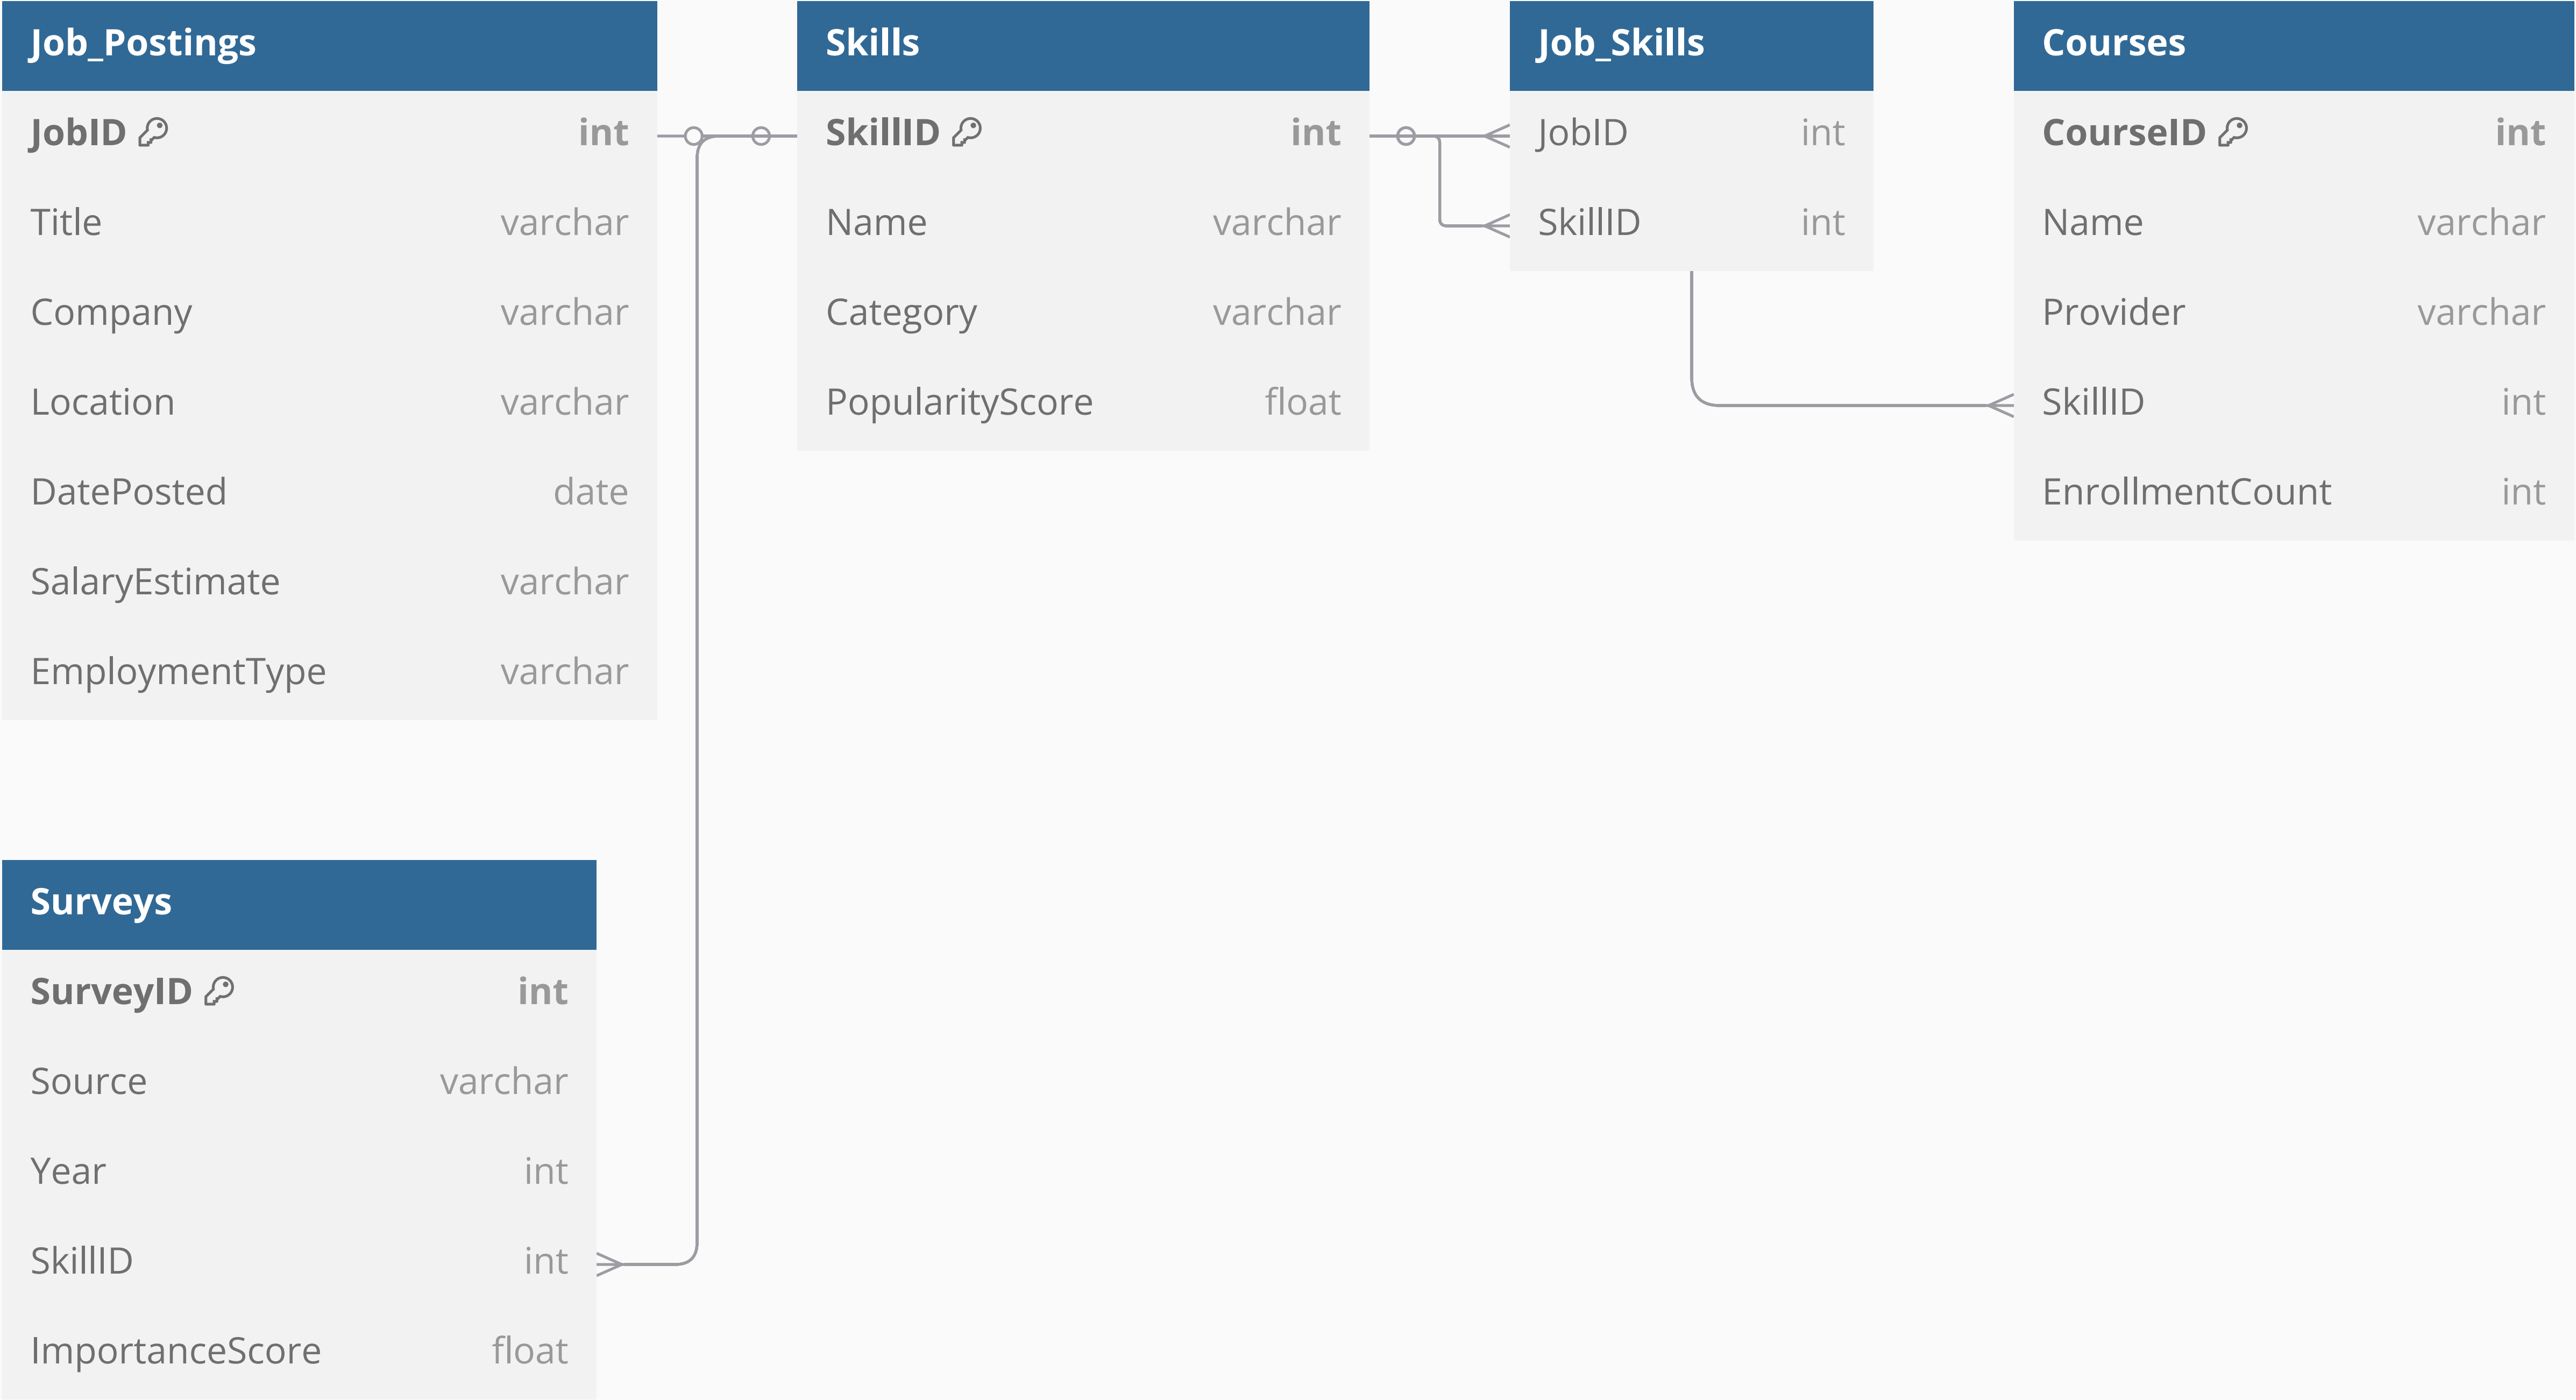 Job_Postings
JobID int
Title varchar
Company varchar
Location varchar
DatePosted date
SalaryEstimate varchar
EmploymentType varchar
Skills
SkillID int
Name varchar
Category varchar
PopularityScore float
Job_Skills
JobID int
SkillID int
Courses
CourseID int
Name varchar
Provider varchar
SkillID int
EnrollmentCount int
Surveys
SurveyID int
Source varchar
Year int
SkillID int
ImportanceScore float